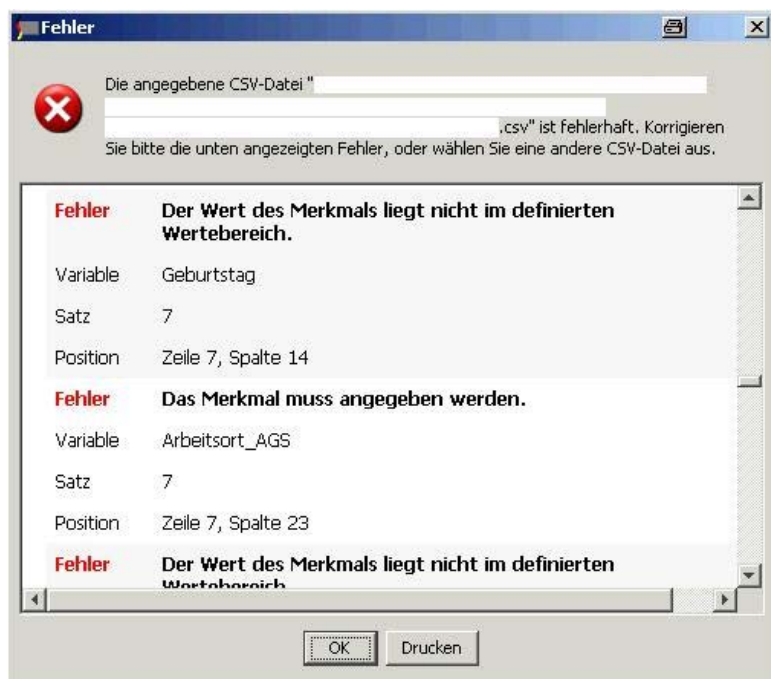 Fehler
Die angegebene CSV-Datei "
.csv" ist fehlerhaft. Korrigieren
Sie bitte die unten angezeigten Fehler, oder wählen Sie eine andere CSV-Datei aus.
Fehler Der Wert des Merkmals liegt nicht im definierten
Wertebereich.
Variable Geburtstag
Satz 7
Position Zeile 7, Spalte 14
Fehler Das Merkmal muss angegeben werden.
Variable Arbeitsort_AGS
Satz 7
Position Zeile 7, Spalte 23
Fehler Der Wert des Merkmals liegt nicht im definierten
Wertebereich
OK Drucken